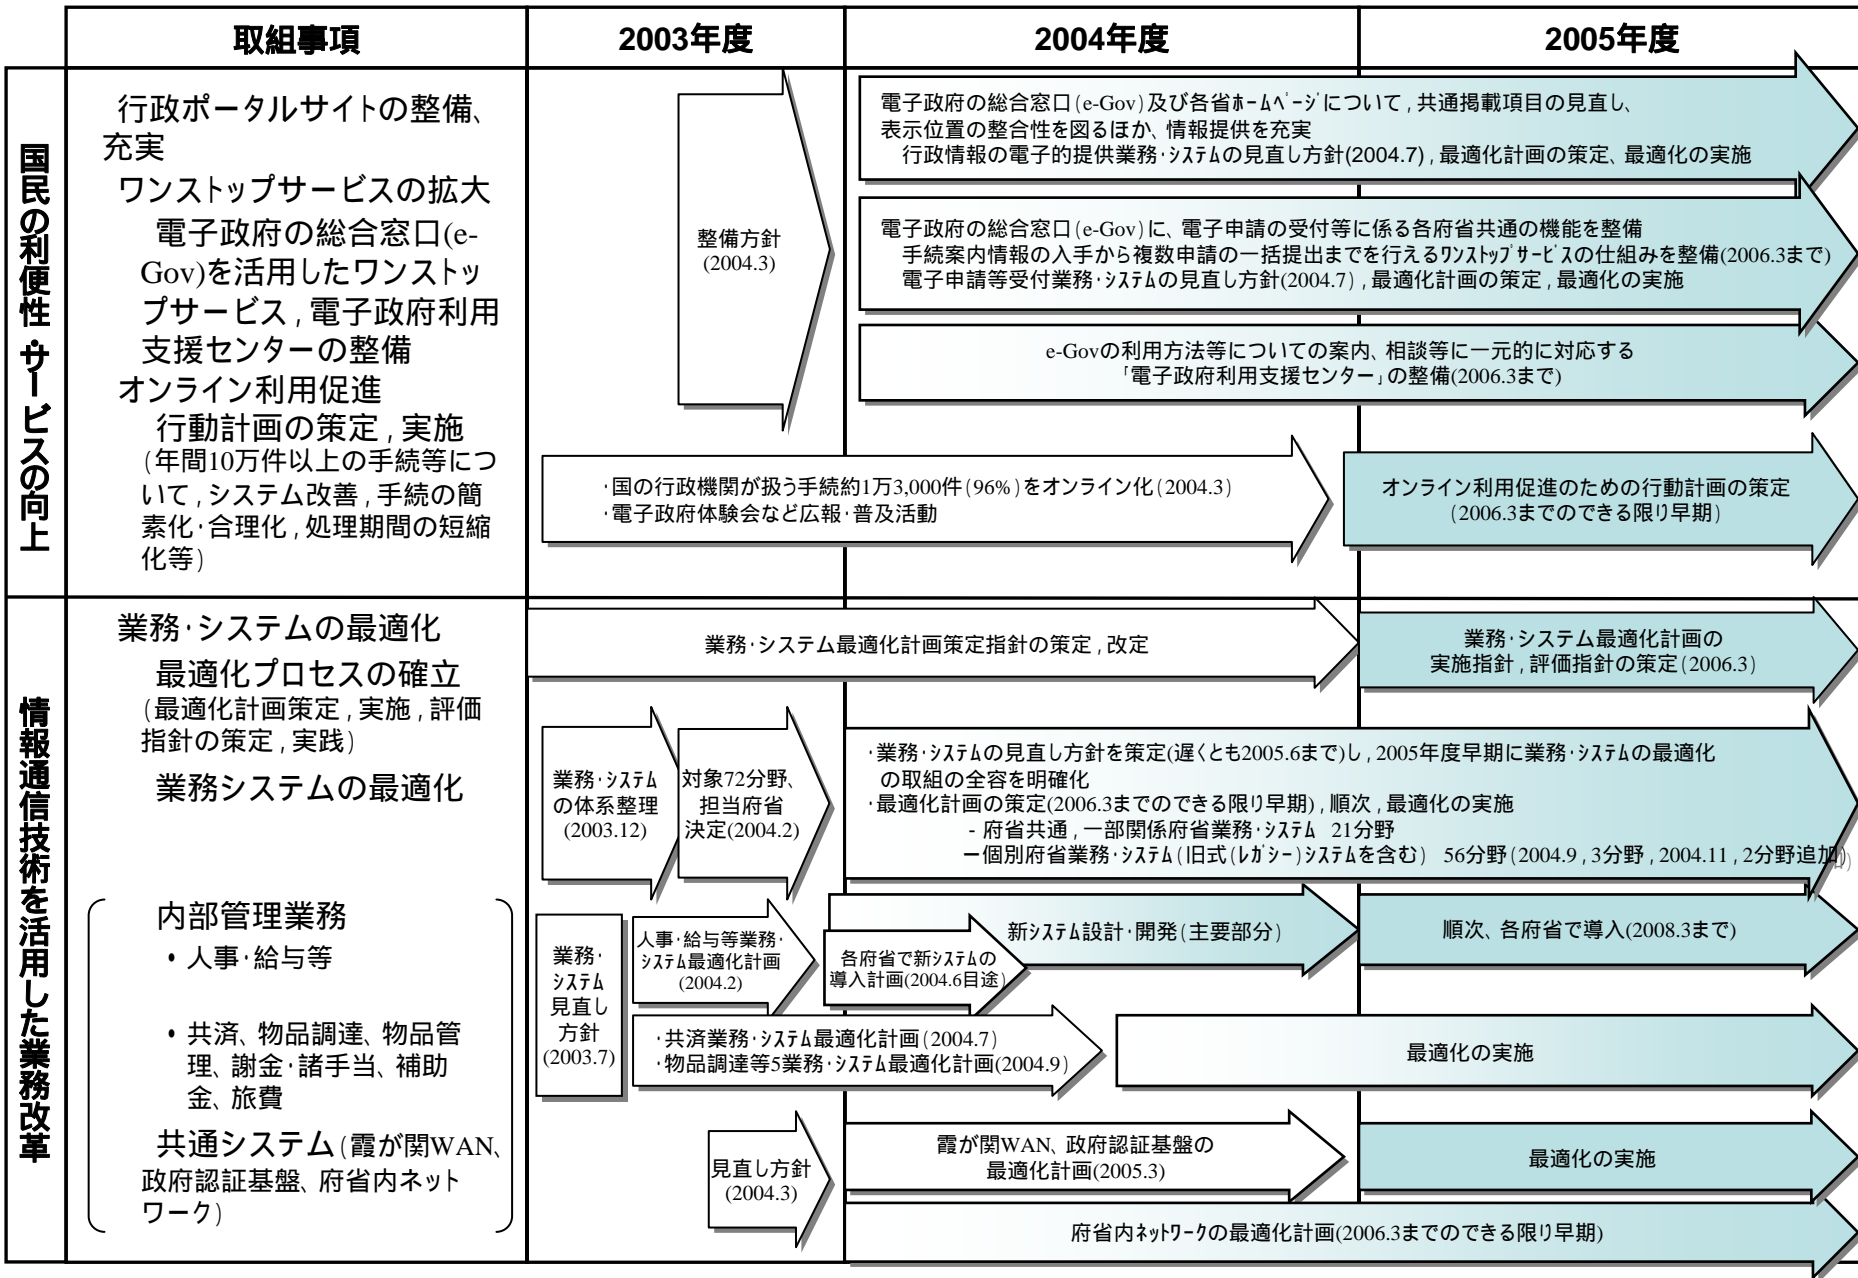 取組事項
2003年度
2004年度
2005年度
国民の利便性・サービスの向上
行政ポータルサイトの整備、
充実
ワンストップサービスの拡大
電子政府の総合窓口(e-
Gov)を活用したワンストッ
プサービス,電子政府利用
支援センターの整備
オンライン利用促進
行動計画の策定,実施
(年間10万件以上の手続等につ
いて,システム改善,手続の簡
素化・合理化,処理期間の短縮
化等)
整備方針
(2004.3)
電子政府の総合窓口(e-Gov)及び各省ホームページについて,共通掲載項目の見直し、
表示位置の整合性を図るほか、情報提供を充実
行政情報の電子的提供業務・システムの見直し方針(2004.7),最適化計画の策定、最適化の実施
電子政府の総合窓口(e-Gov)に、電子申請の受付等に係る各府省共通の機能を整備
手続案内情報の入手から複数申請の一括提出までを行えるワンストップサービスの仕組みを整備(2006.3まで)
電子申請等受付業務・システムの見直し方針(2004.7),最適化計画の策定,最適化の実施
e-Govの利用方法等についての案内、相談等に一元的に対応する
「電子政府利用支援センター」の整備(2006.3まで)
・国の行政機関が扱う手続約1万3,000件(96%)をオンライン化(2004.3)
・電子政府体験会など広報・普及活動
オンライン利用促進のための行動計画の策定
(2006.3までのできる限り早期)
情報通信技術を活用した業務改革
業務・システムの最適化
最適化プロセスの確立
(最適化計画策定,実施,評価
指針の策定,実践)
業務システムの最適化
業務・システム最適化計画策定指針の策定,改定
業務・システム最適化計画の
実施指針,評価指針の策定(2006.3)
業務・システム
の体系整理
(2003.12)
対象72分野、
担当府省
決定(2004.2)
・業務・システムの見直し方針を策定(遅くとも2005.6まで)し,2005年度早期に業務・システムの最適化
の取組の全容を明確化
・最適化計画の策定(2006.3までのできる限り早期),順次,最適化の実施
- 府省共通,一部関係府省業務・システム 21分野
ー個別府省業務・システム(旧式(レガシー)システムを含む) 56分野(2004.9,3分野,2004.11,2分野追加)
内部管理業務
• 人事・給与等
• 共済、物品調達、物品管
理、謝金・諸手当、補助
金、旅費
共通システム(霞が関WAN、
政府認証基盤、府省内ネット
ワーク)
業務・
システム
見直し
方針
(2003.7)
人事・給与等業務・
システム最適化計画
(2004.2)
各府省で新システムの
導入計画(2004.6目途)
新システム設計・開発(主要部分)
順次、各府省で導入(2008.3まで)
・共済業務・システム最適化計画(2004.7)
・物品調達等5業務・システム最適化計画(2004.9)
最適化の実施
見直し方針
(2004.3)
霞が関WAN、政府認証基盤の
最適化計画(2005.3)
最適化の実施
府省内ネットワークの最適化計画(2006.3までのできる限り早期)